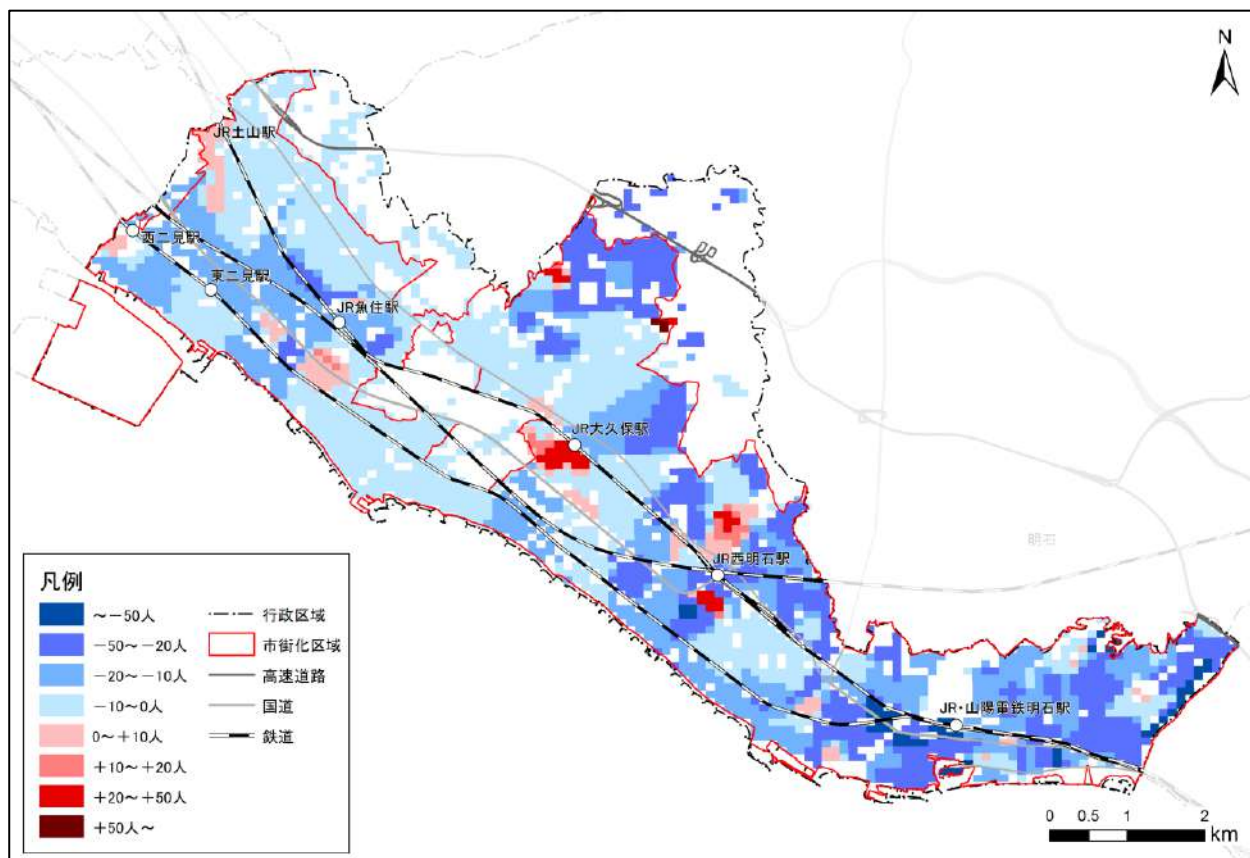 N
JR土山駅
西二見駅
東二見駅
JR魚住駅
JR大久保駅
JR西明石駅
明石
JR・山陽電鉄明石駅
凡例
～－50人
－50～－20人
－20～－10人
－10～0人
0～＋10人
＋10～＋20人
＋20～＋50人
＋50人～
行政区域
市街化区域
高速道路
国道
鉄道
0 0.5 1 2
km